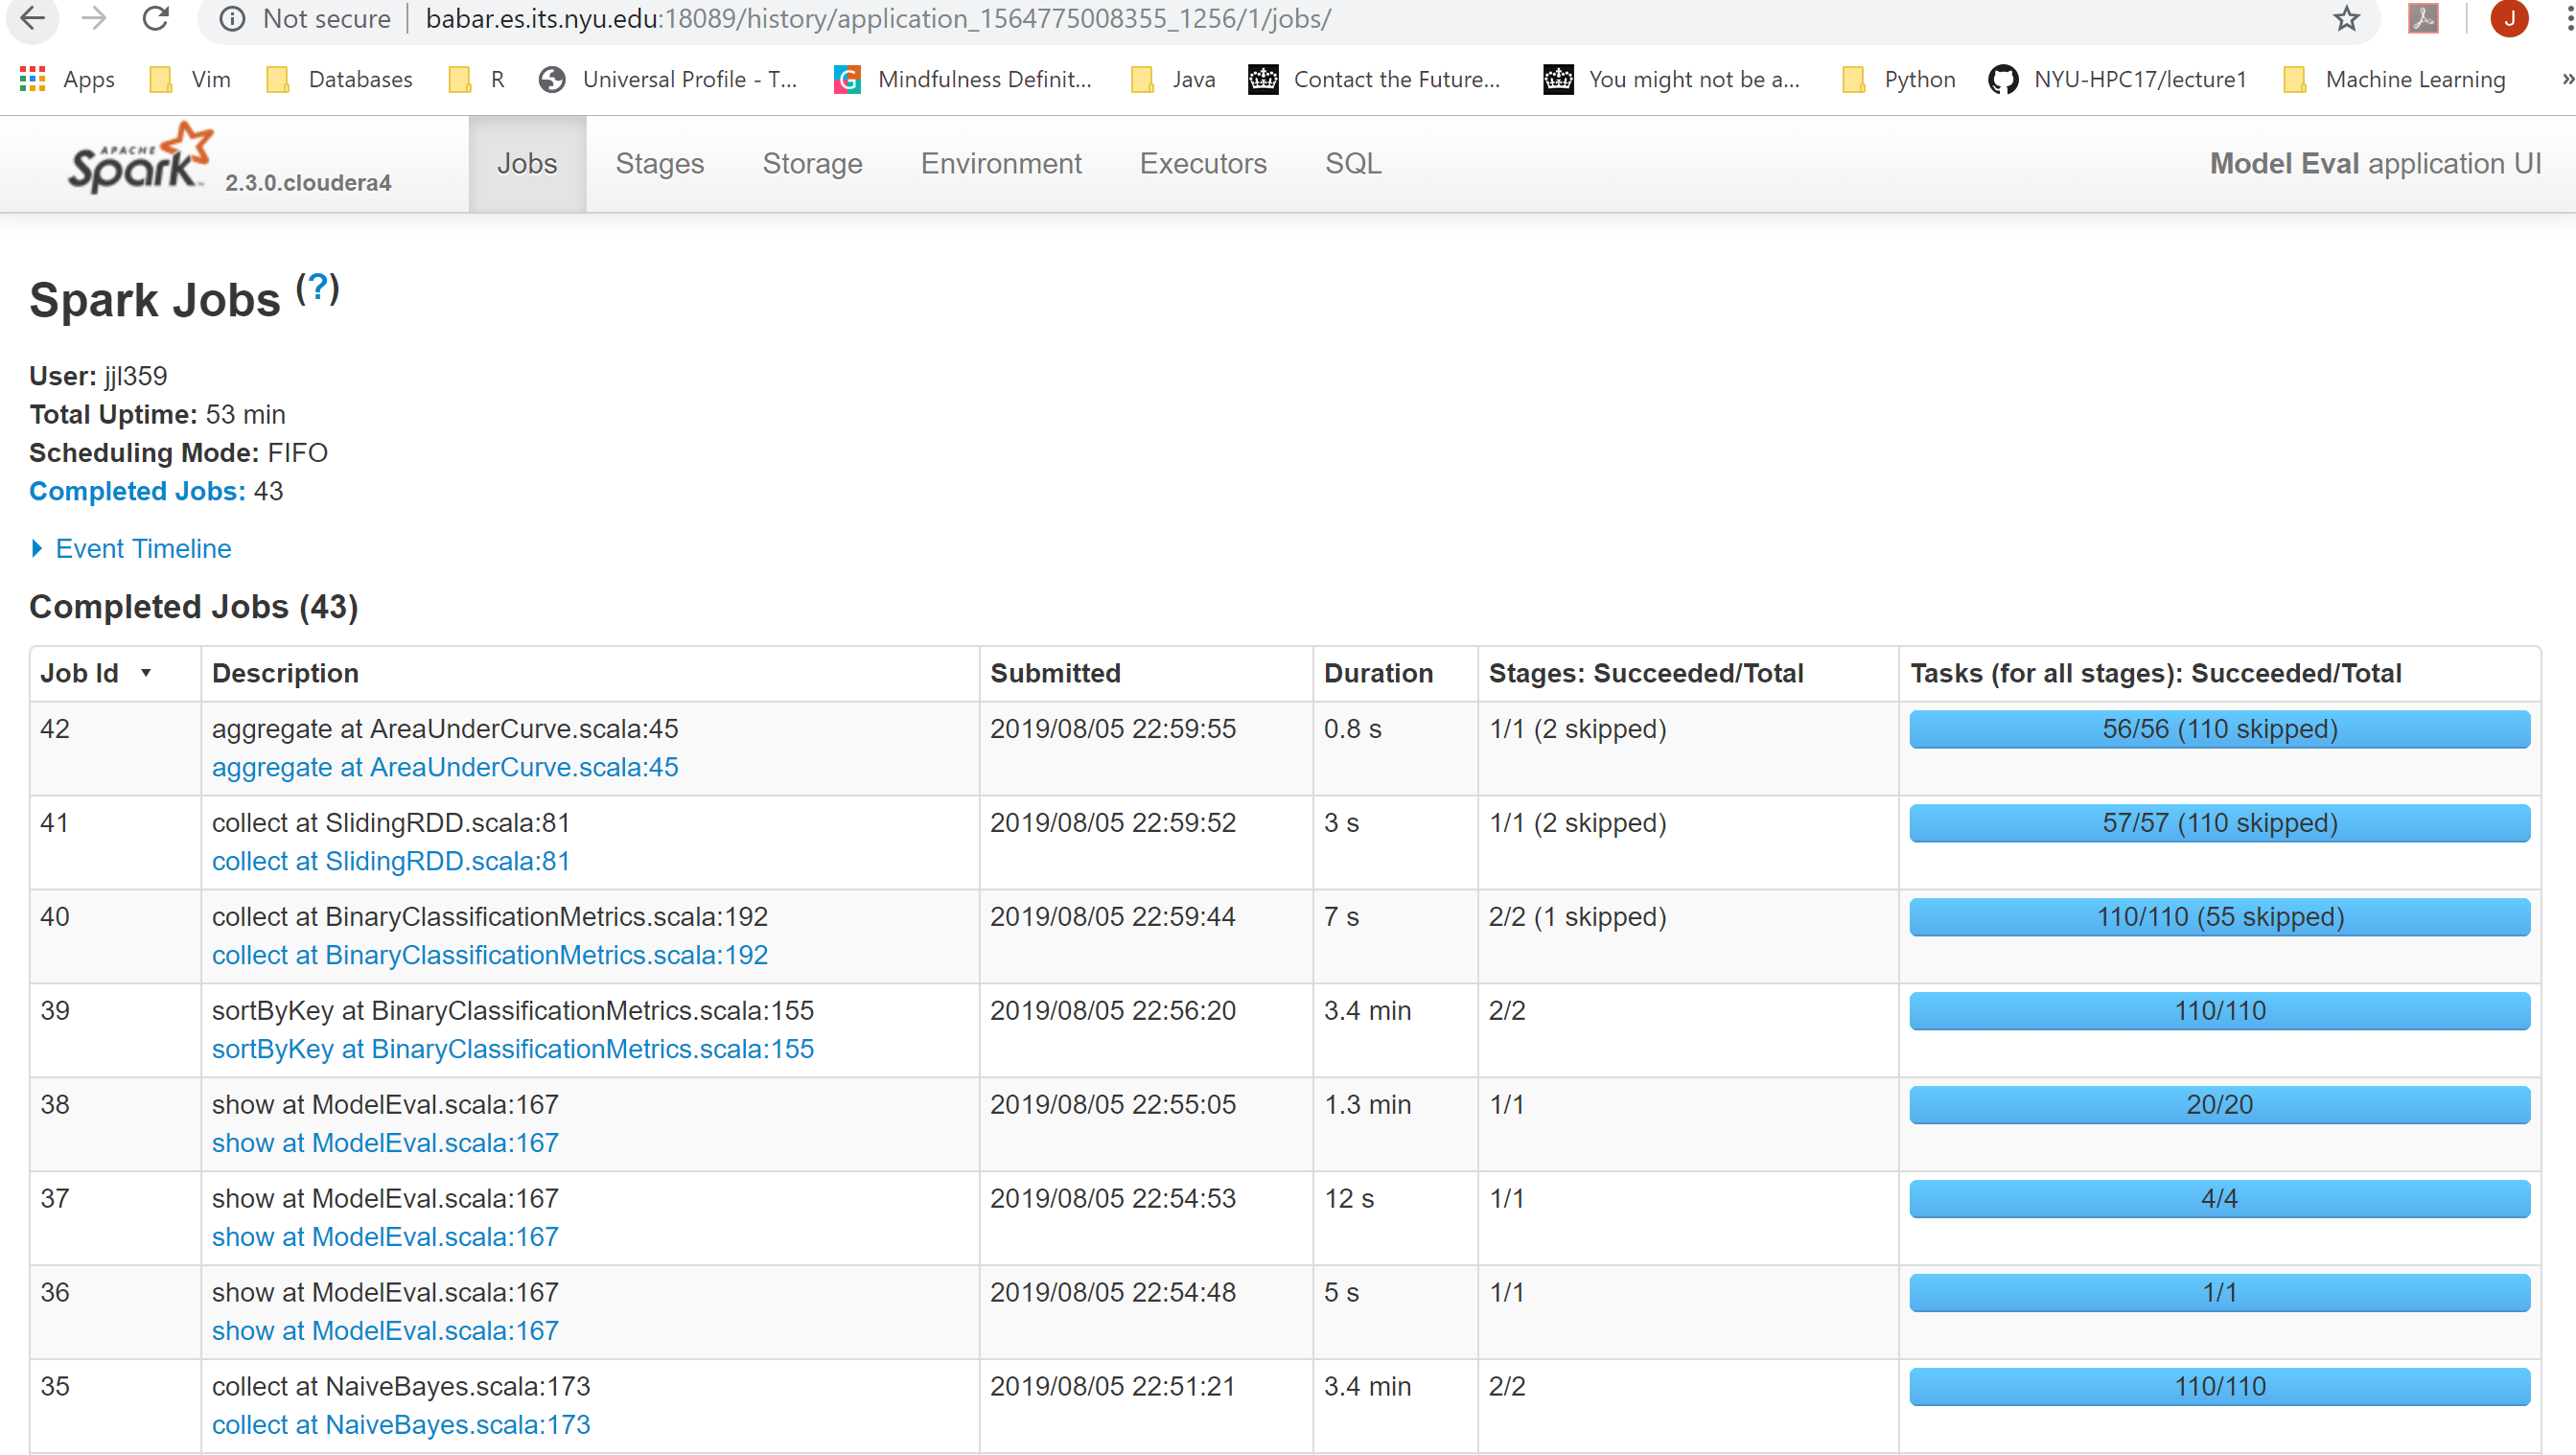 Not secure babar.es.its.nyu.edu:18089/history/application_1564775008355_1256/1/jobs/ J
Apps Vim Databases R Universal Profile - T... G Mindfulness Definit... Java Contact the Future... You might not be a... Python NYU-HPC17/lecture1 Machine Learning »
APACHE Spark 2.3.0.cloudera4 Jobs Stages Storage Environment Executors SQL Model Eval application UI
Spark Jobs (?)
User: jjl359
Total Uptime: 53 min
Scheduling Mode: FIFO
Completed Jobs: 43
Event Timeline
Completed Jobs (43)
Job Id Description Submitted Duration Stages: Succeeded/Total Tasks (for all stages): Succeeded/Total
42 aggregate at AreaUnderCurve.scala:45 2019/08/05 22:59:55 0.8 s 1/1 (2 skipped) 56/56 (110 skipped)
aggregate at AreaUnderCurve.scala:45
41 collect at SlidingRDD.scala:81 2019/08/05 22:59:52 3 s 1/1 (2 skipped) 57/57 (110 skipped)
collect at SlidingRDD.scala:81
40 collect at BinaryClassificationMetrics.scala:192 2019/08/05 22:59:44 7 s 2/2 (1 skipped) 110/110 (55 skipped)
collect at BinaryClassificationMetrics.scala:192
39 sortByKey at BinaryClassificationMetrics.scala:155 2019/08/05 22:56:20 3.4 min 2/2 110/110
sortByKey at BinaryClassificationMetrics.scala:155
38 show at ModelEval.scala:167 2019/08/05 22:55:05 1.3 min 1/1 20/20
show at ModelEval.scala:167
37 show at ModelEval.scala:167 2019/08/05 22:54:53 12 s 1/1 4/4
show at ModelEval.scala:167
36 show at ModelEval.scala:167 2019/08/05 22:54:48 5 s 1/1 1/1
show at ModelEval.scala:167
35 collect at NaiveBayes.scala:173 2019/08/05 22:51:21 3.4 min 2/2 110/110
collect at NaiveBayes.scala:173